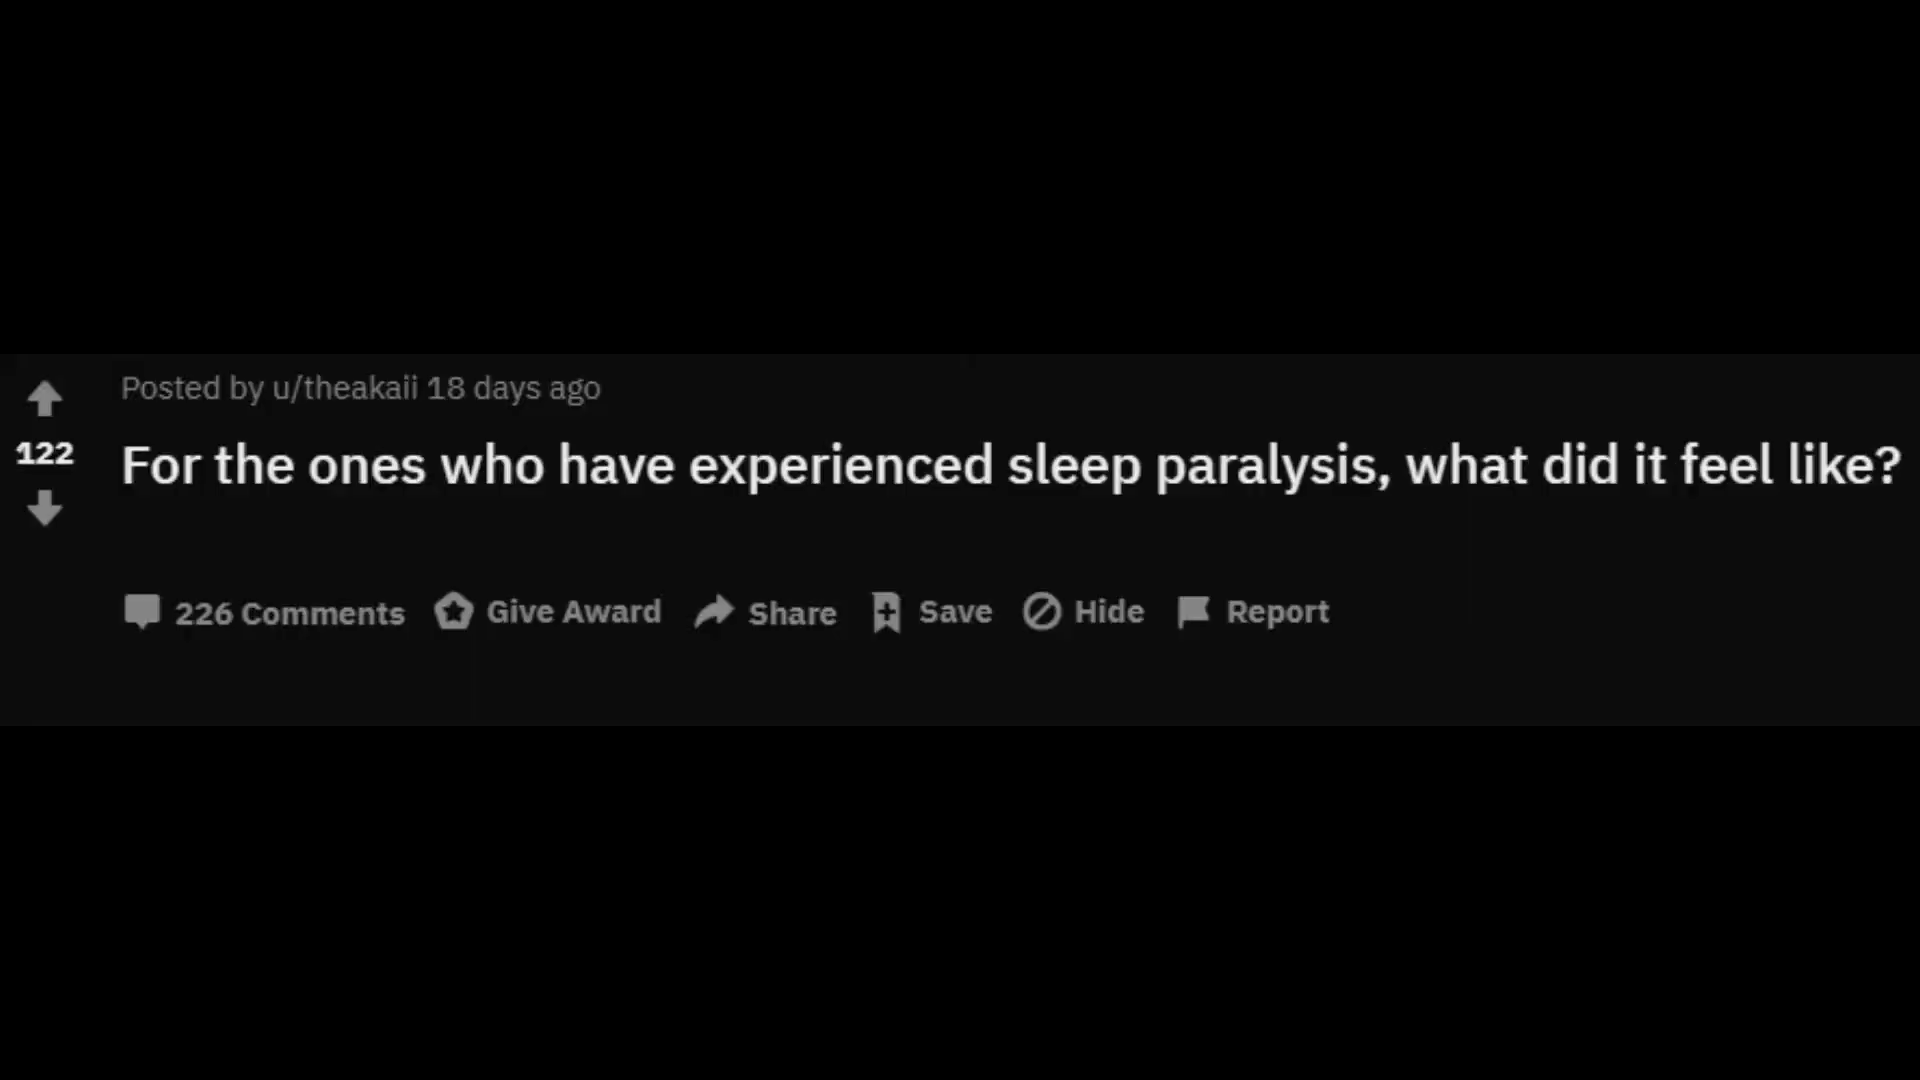 Posted by u/theakaii 18 days ago
122
For the ones who have experienced sleep paralysis, what did it feel like?
226 Comments Give Award Share Save Hide Report